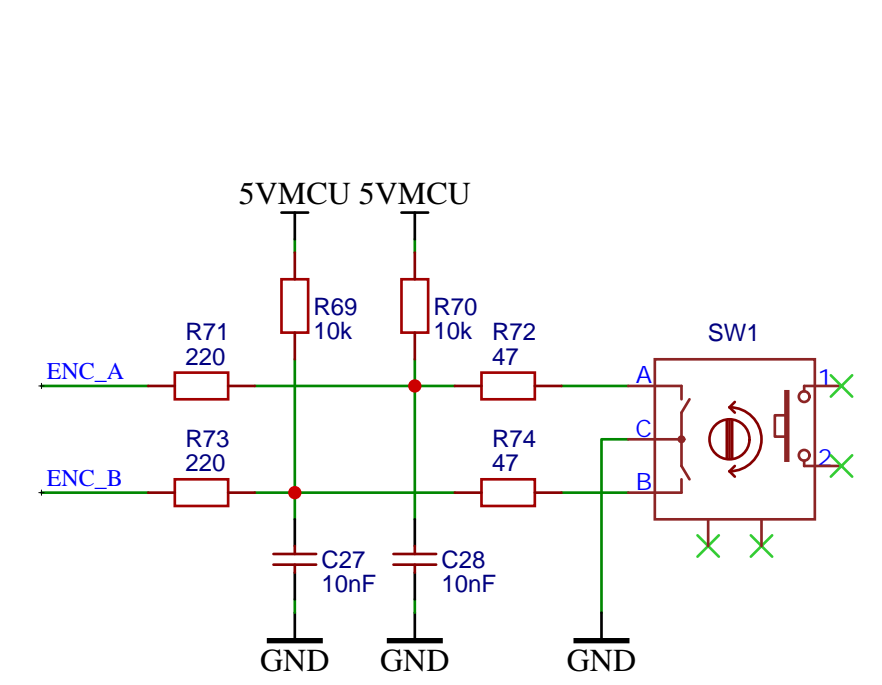 5VMCU 5VMCU
R69
10k
R70
10k
R71
220
R72
47
SW1
ENC_A
A
1
C
R73
220
R74
47
ENC_B
B
2
C27
10nF
C28
10nF
GND
GND
GND